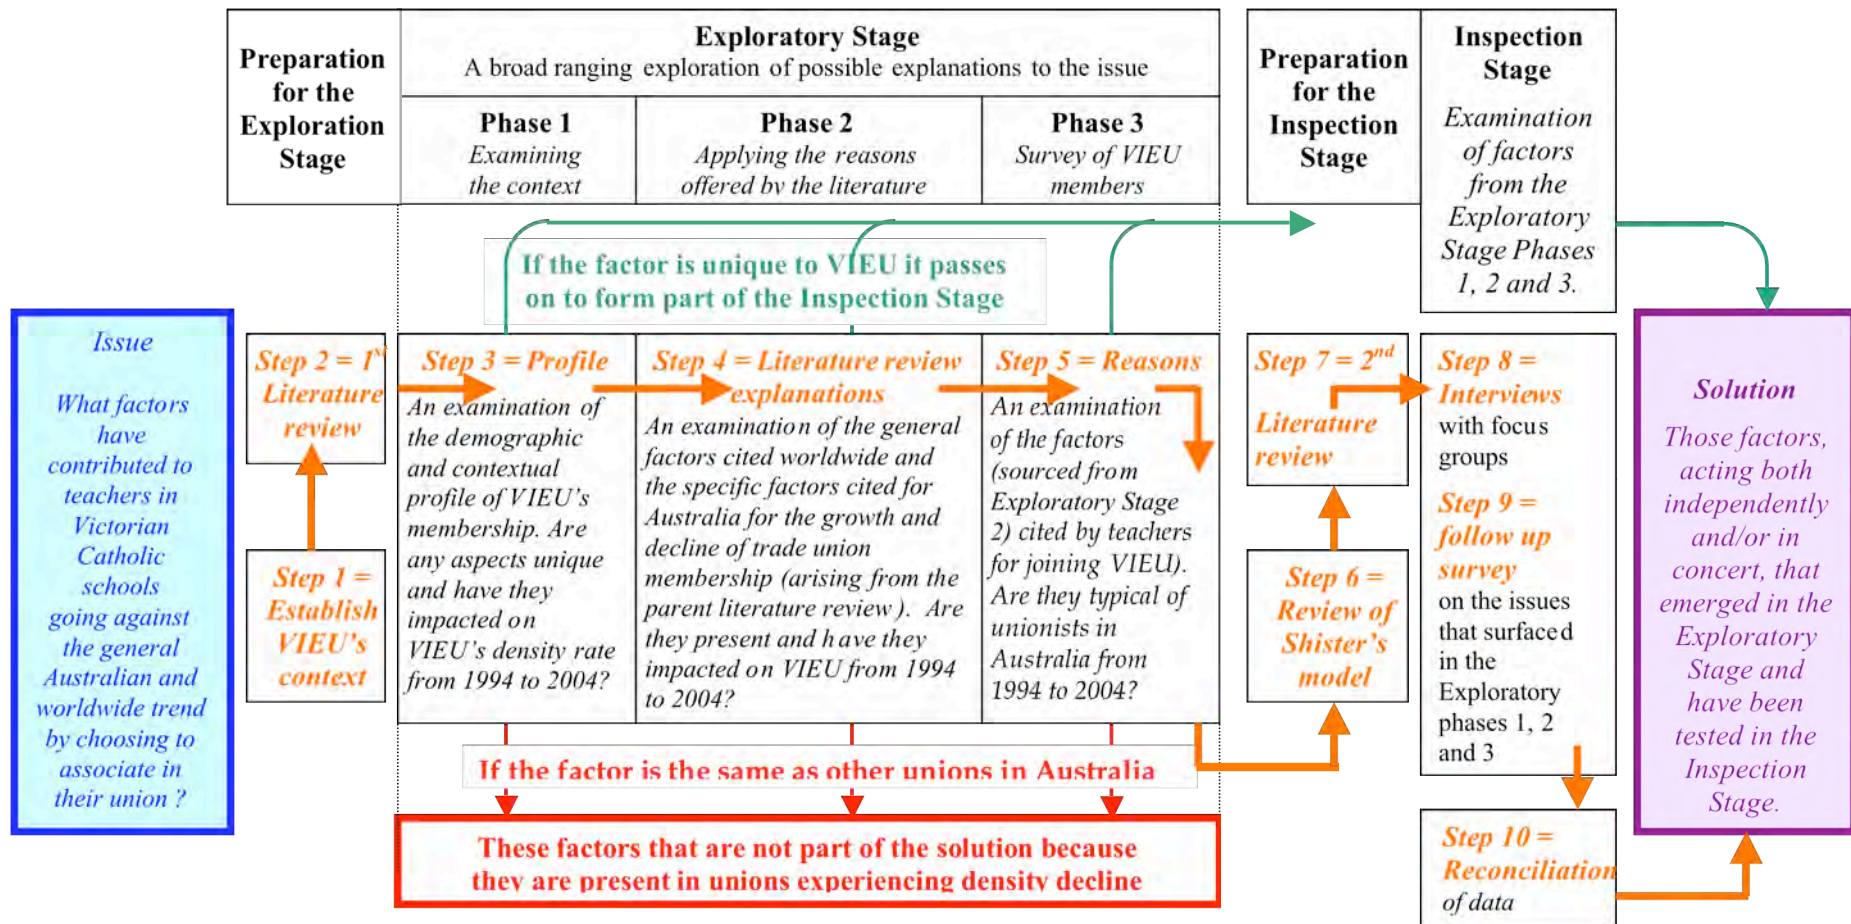 Preparation
for the
Exploration
Stage
Exploratory Stage
A broad ranging exploration of possible explanations to the issue
Phase 1
Examining
the context
Phase 2
Applying the reasons
offered by the literature
Phase 3
Survey of VIEU
members
Preparation
for the
Inspection
Stage
Inspection
Stage
Examination
of factors
from the
Exploratory
Stage Phases
1, 2 and 3.
If the factor is unique to VIEU it passes
on to form part of the Inspection Stage
Issue
What factors
have
contributed to
teachers in
Victorian
Catholic
schools
going against
the general
Australian and
worldwide trend
by choosing to
associate in
their union ?
Step 2 = 1st
Literature
review
Step 1 =
Establish
VIEU's
context
Step 3 = Profile
An examination of
the demographic
and contextual
profile of VIEU's
membership. Are
any aspects unique
and have they
impacted on
VIEU's density rate
from 1994 to 2004?
Step 4 = Literature review
explanations
An examination of the general
factors cited worldwide and
the specific factors cited for
Australia for the growth and
decline of trade union
membership (arising from the
parent literature review). Are
they present and have they
impacted on VIEU from 1994
to 2004?
Step 5 = Reasons
An examination
of the factors
(sourced from
Exploratory Stage
2) cited by teachers
for joining VIEU).
Are they typical of
unionists in
Australia from
1994 to 2004?
Step 7 = 2nd
Literature
review
Step 6 =
Review of
Shister's
model
Step 8 =
Interviews
with focus
groups
Step 9 =
follow up
survey
on the issues
that surfaced
in the
Exploratory
phases 1, 2
and 3
Step 10 =
Reconciliation
of data
Solution
Those factors,
acting both
independently
and/or in
concert, that
emerged in the
Exploratory
Stage and
have been
tested in the
Inspection
Stage.
If the factor is the same as other unions in Australia
These factors that are not part of the solution because
they are present in unions experiencing density decline